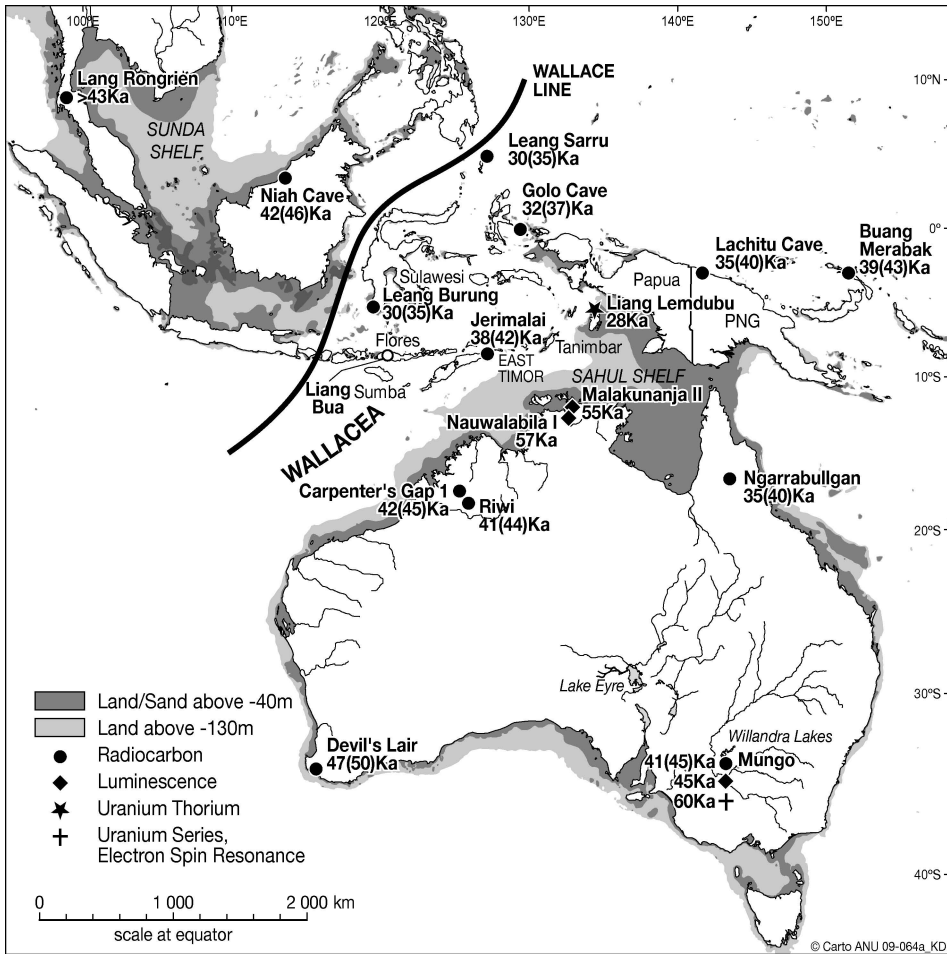 100°E
110°E
120°E
130°E
140°E
150°E
10°N
0°
10°S
20°S
30°S
40°S
WALLACE
LINE
Lang Rongrien
>43Ka
SUNDA
SHELF
Leang Sarru
30(35)Ka
Niah Cave
42(46)Ka
Golo Cave
32(37)Ka
Lachitu Cave
35(40)Ka
Buang
Merabak
39(43)Ka
Sulawesi
Papua
Leang Burung
30(35)Ka
Liang Lemdubu
28Ka
PNG
Jerimalai
38(42)Ka
Flores
Tanimbar
EAST
TIMOR
SAHUL SHELF
Liang
Bua
Sumba
Malakunanja II
55Ka
WALLACEA
Nauwalabila I
57Ka
Carpenter's Gap 1
42(45)Ka
Riwi
41(44)Ka
Ngarrabullgan
35(40)Ka
Lake Eyre
Willandra Lakes
Devil's Lair
47(50)Ka
41(45)Ka
Mungo
45Ka
60Ka
Land/Sand above -40m
Land above -130m
Radiocarbon
Luminescence
Uranium Thorium
Uranium Series,
Electron Spin Resonance
0 1 000 2 000 km
scale at equator
© Carto ANU 09-064a_KD